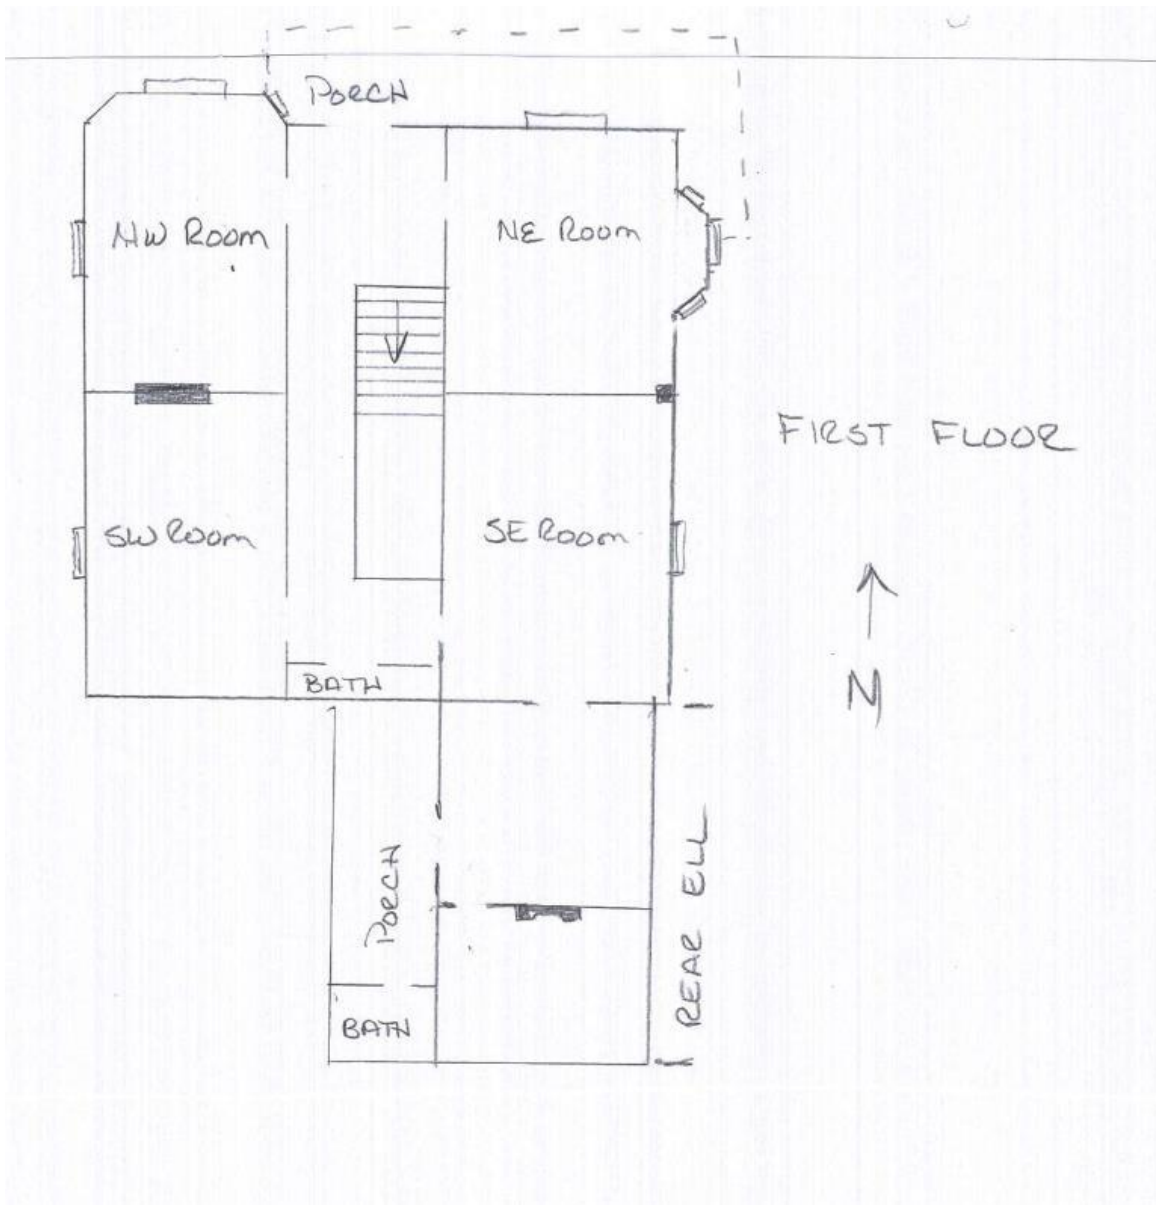 PORCH
NW Room
NE Room
FIRST FLOOR
SW Room
SE Room
N
BATH
PORCH
REAR ELL
BATH